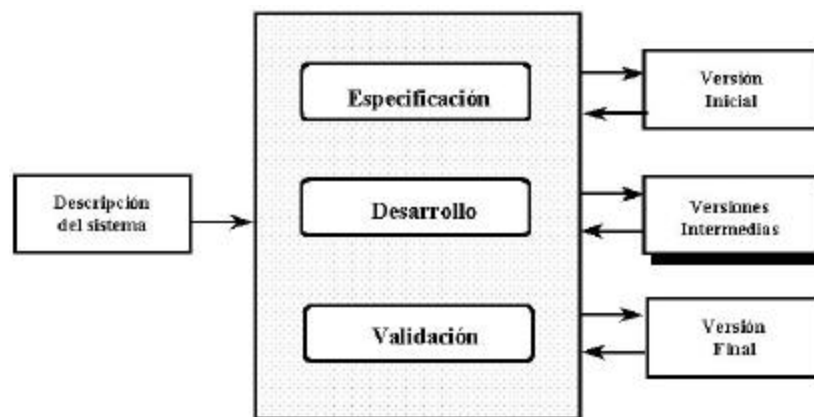 Descripción
del sistema
Especificación
Desarrollo
Validación
Versión
Inicial
Versiones
Intermedias
Versión
Final